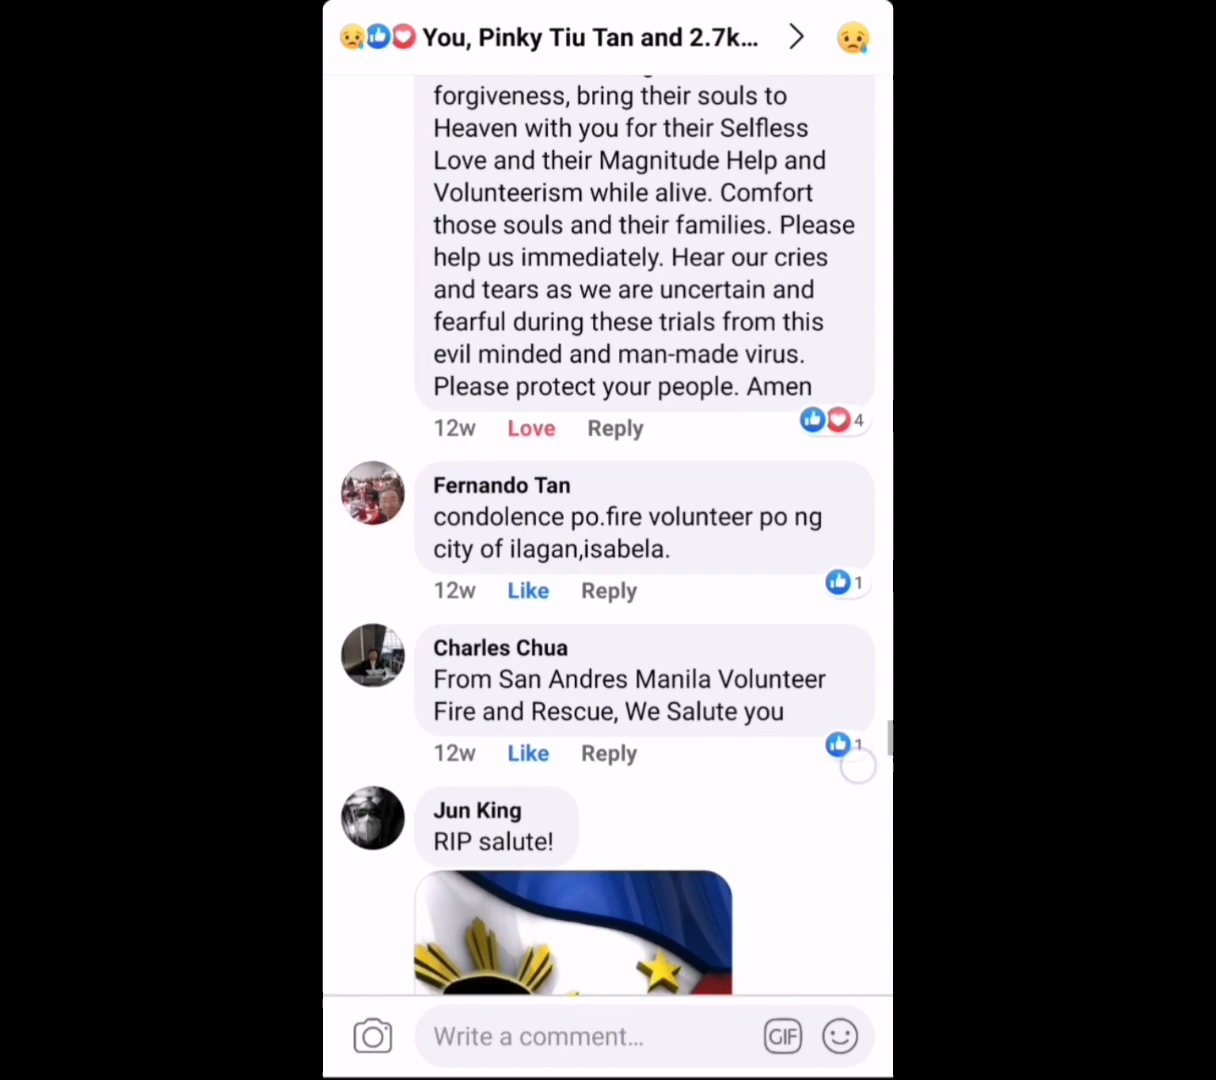 You, Pinky Tiu Tan and 2.7k...
forgiveness, bring their souls to
Heaven with you for their Selfless
Love and their Magnitude Help and
Volunteerism while alive. Comfort
those souls and their families. Please
help us immediately. Hear our cries
and tears as we are uncertain and
fearful during these trials from this
evil minded and man-made virus.
Please protect your people. Amen
12w Love Reply 4
Fernando Tan
condolence po.fire volunteer po ng
city of ilagan,isabela.
12w Like Reply 1
Charles Chua
From San Andres Manila Volunteer
Fire and Rescue, We Salute you
12w Like Reply 1
Jun King
RIP salute!
Write a comment... GIF